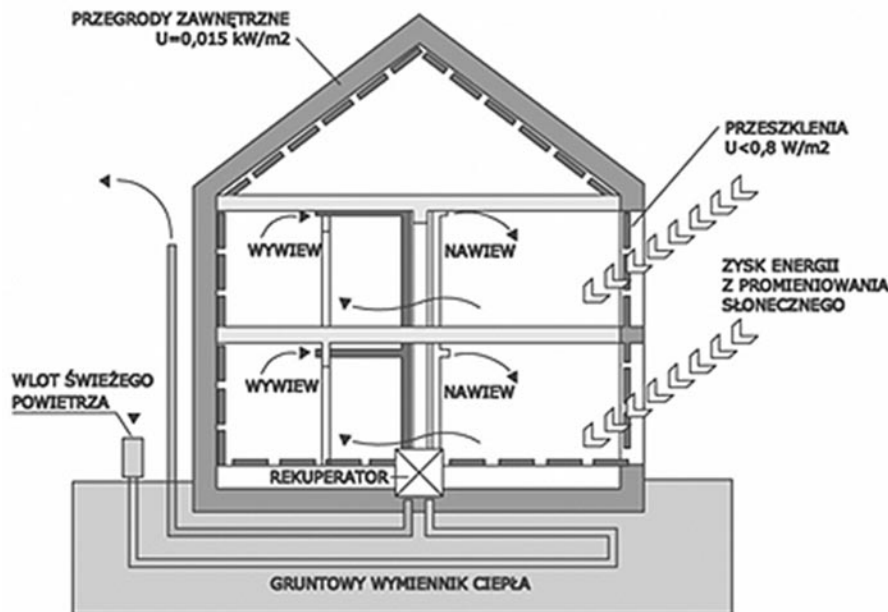 PRZEGRODY ZAWNĘTRZNE
U=0,015 kW/m2
PRZESZKLENIA
U<0,8 W/m2
WYWIEW
NAWIEW
ZYSK ENERGII
Z PROMIENIOWANIA
SŁONECZNEGO
WLOT ŚWIEŻEGO
POWIETRZA
WYWIEW
NAWIEW
REKUPERATOR
GRUNTOWY WYMIENNIK CIEPŁA